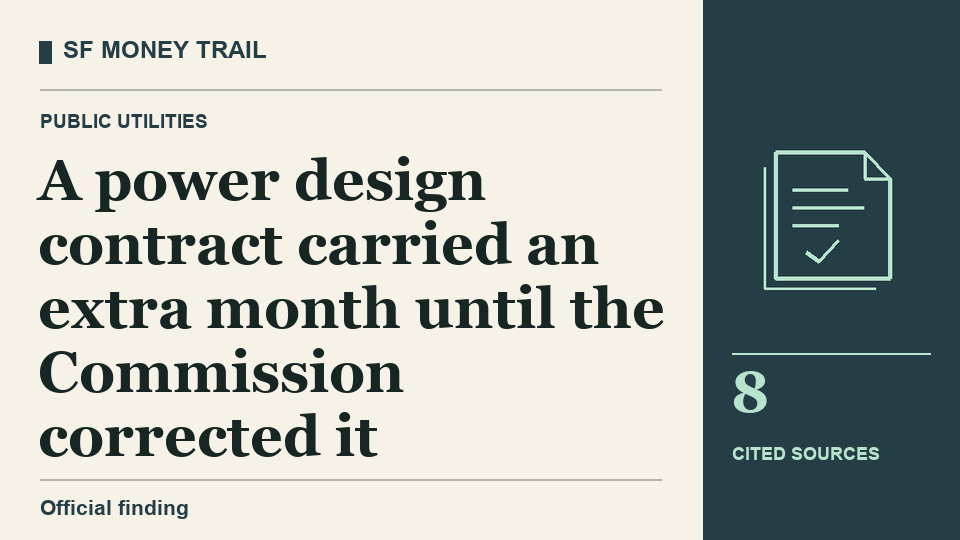 SF MONEY TRAIL
PUBLIC UTILITIES
A power design
contract carried an
extra month until the
Commission
corrected it
Official finding
8
CITED SOURCES